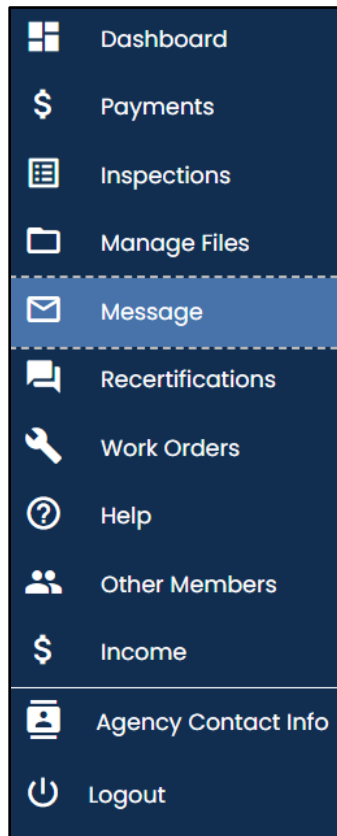 Dashboard
$ Payments
Inspections
Manage Files
Message
Recertifications
Work Orders
? Help
Other Members
$ Income
Agency Contact Info
Logout